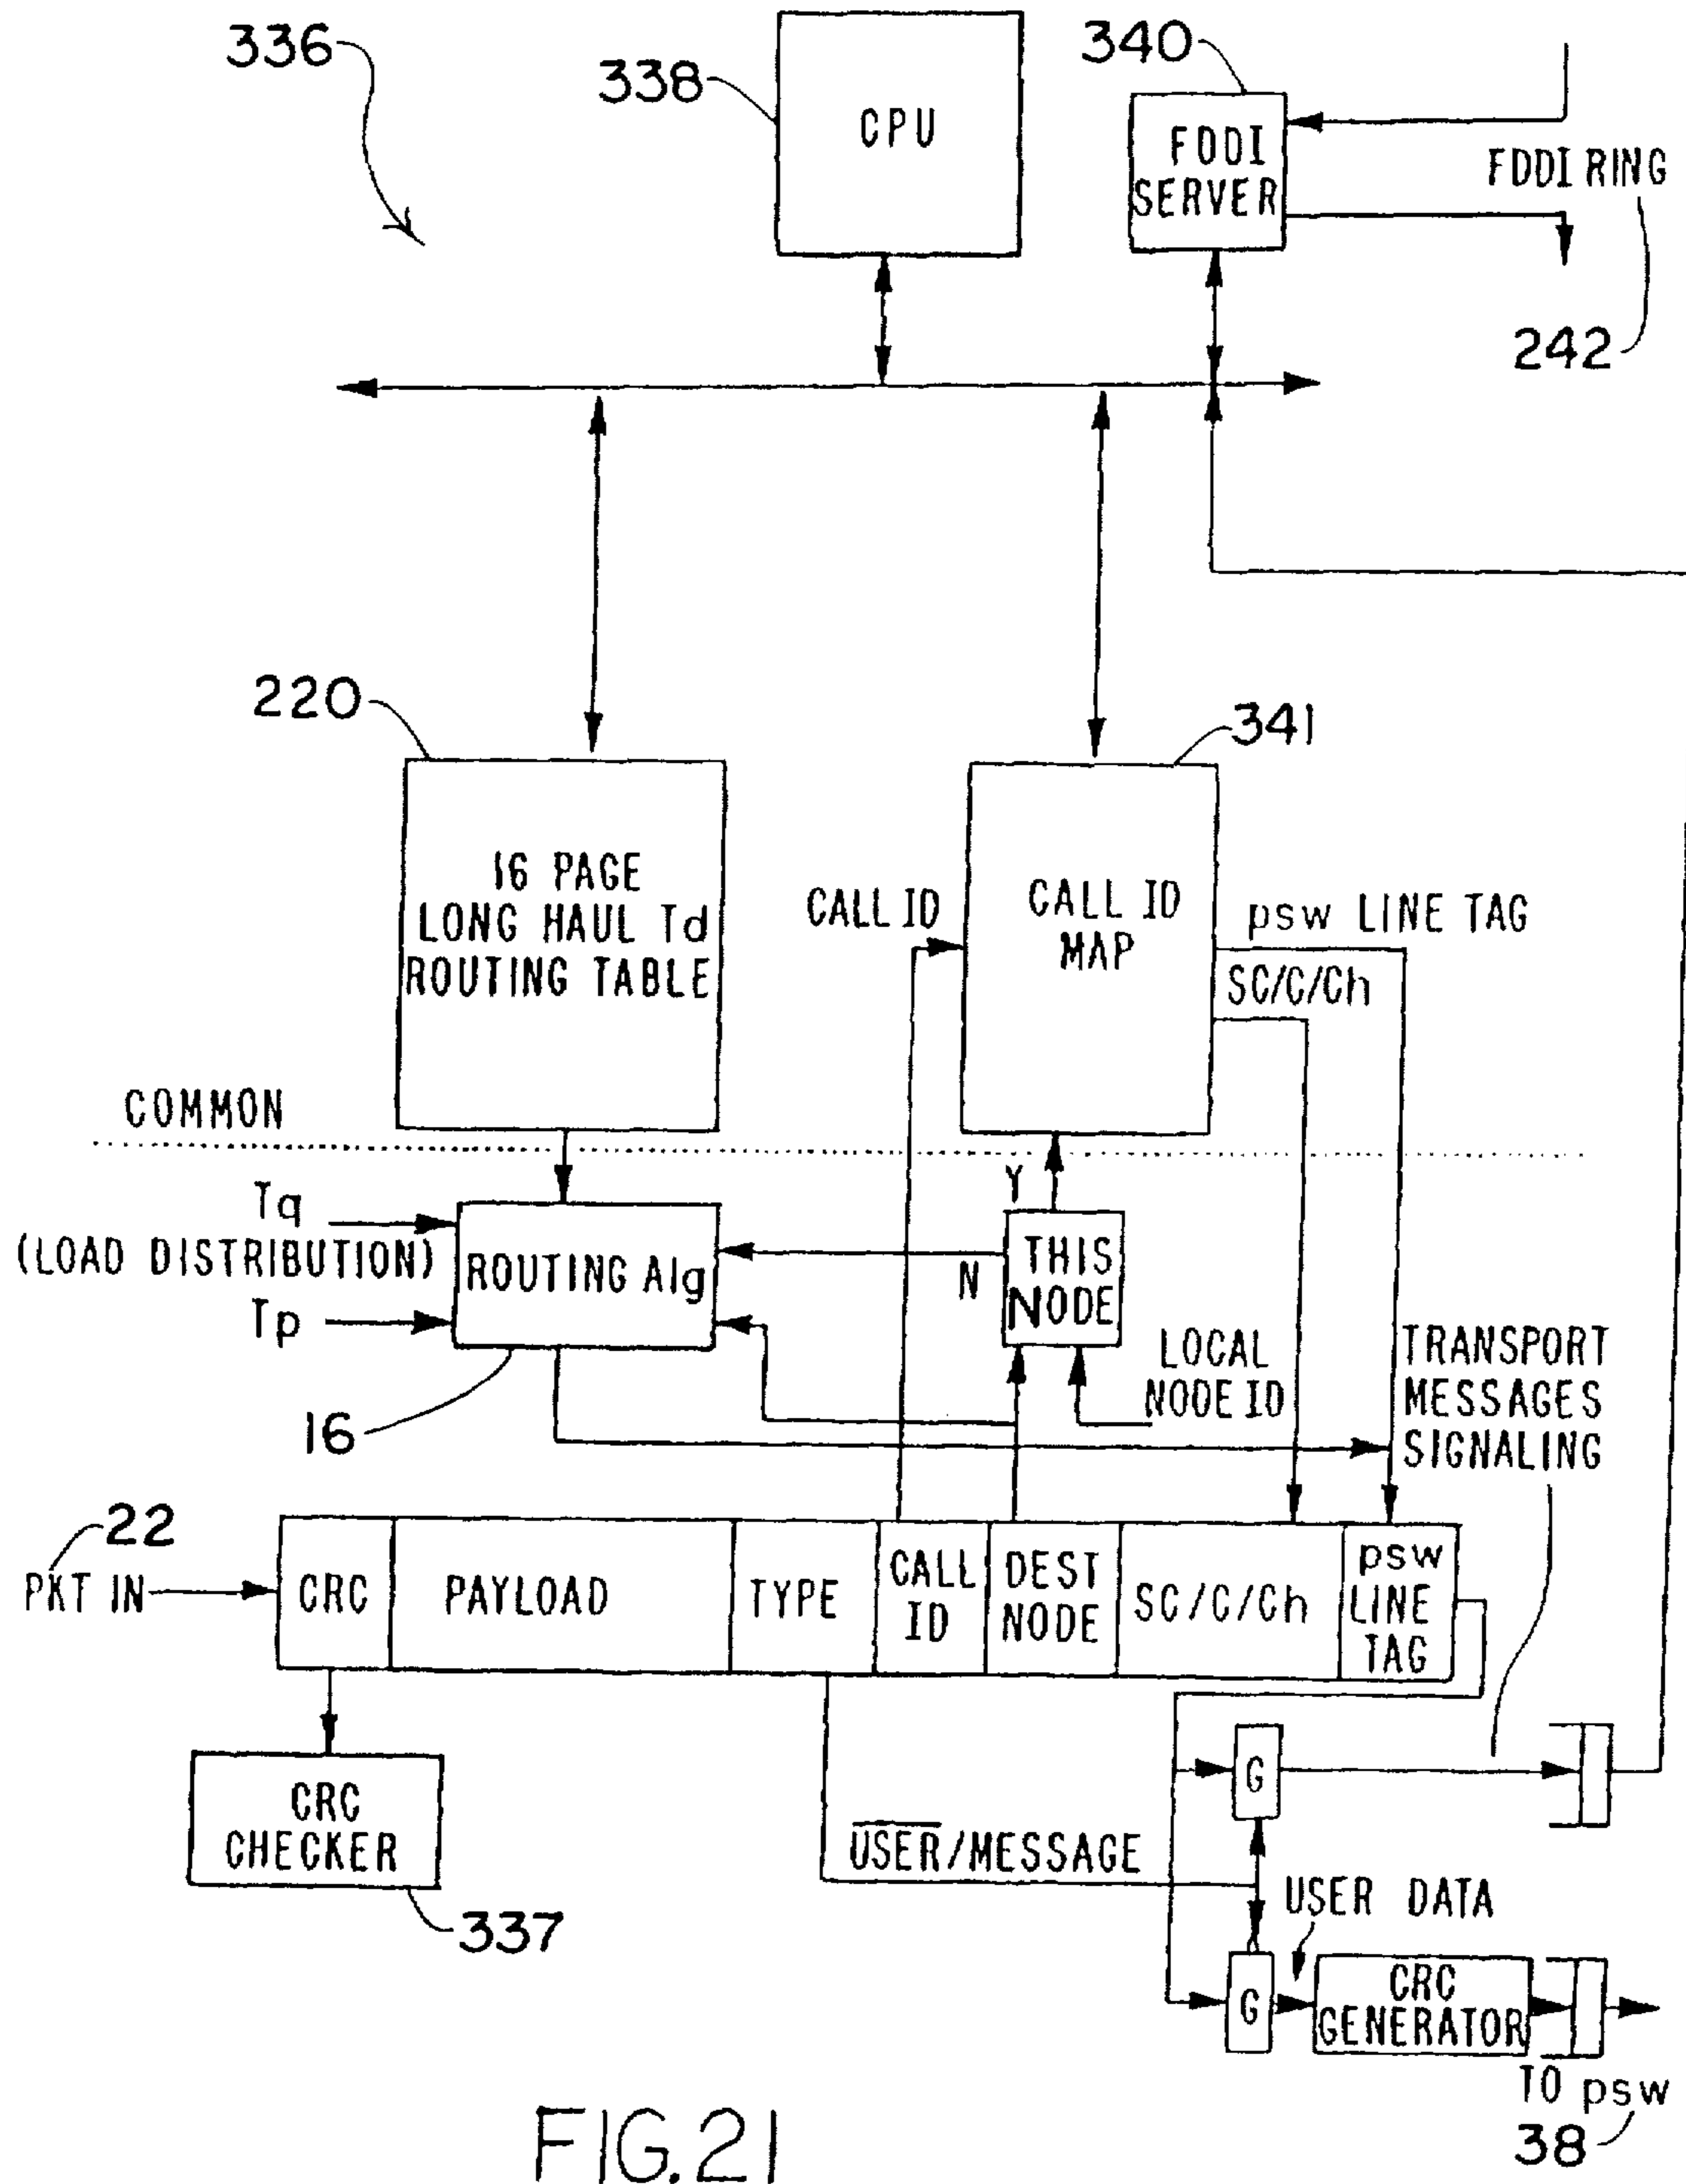 336
338
CPU
340
FDDI
SERVER
FDDI RING
242
220
16 PAGE
LONG HAUL Td
ROUTING TABLE
341
CALL ID
CALL ID
MAP
psw LINE TAG
SC/C/Ch
COMMON
Tq
(LOAD DISTRIBUTION)
Tp
ROUTING Alg
16
Y
N
THIS
NODE
LOCAL
NODE ID
TRANSPORT
MESSAGES
SIGNALING
22
PKT IN
CRC
PAYLOAD
TYPE
CALL
ID
DEST
NODE
SC/C/Ch
psw
LINE
TAG
CRC
CHECKER
337
U̅S̅E̅R̅/MESSAGE
G
USER DATA
G
CRC
GENERATOR
TO psw
38
FIG.21